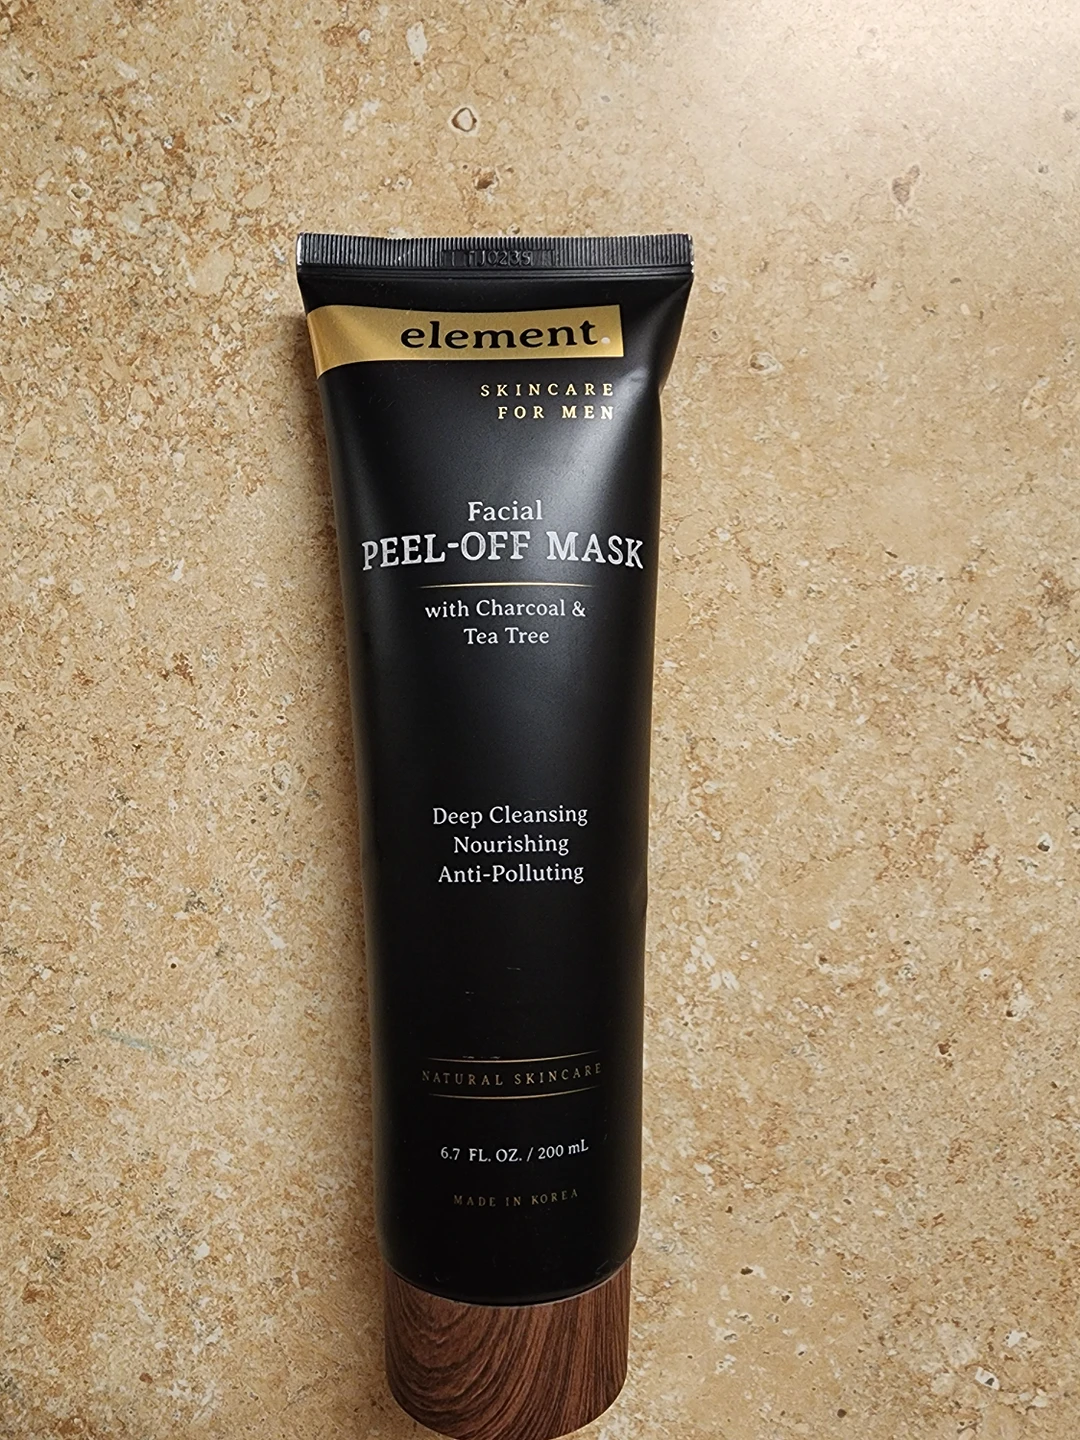 TJ0235
element.
SKINCARE
FOR MEN
Facial
PEEL-OFF MASK
with Charcoal &
Tea Tree
Deep Cleansing
Nourishing
Anti-Polluting
NATURAL SKINCARE
6.7 FL. OZ. / 200 mL
MADE IN KOREA